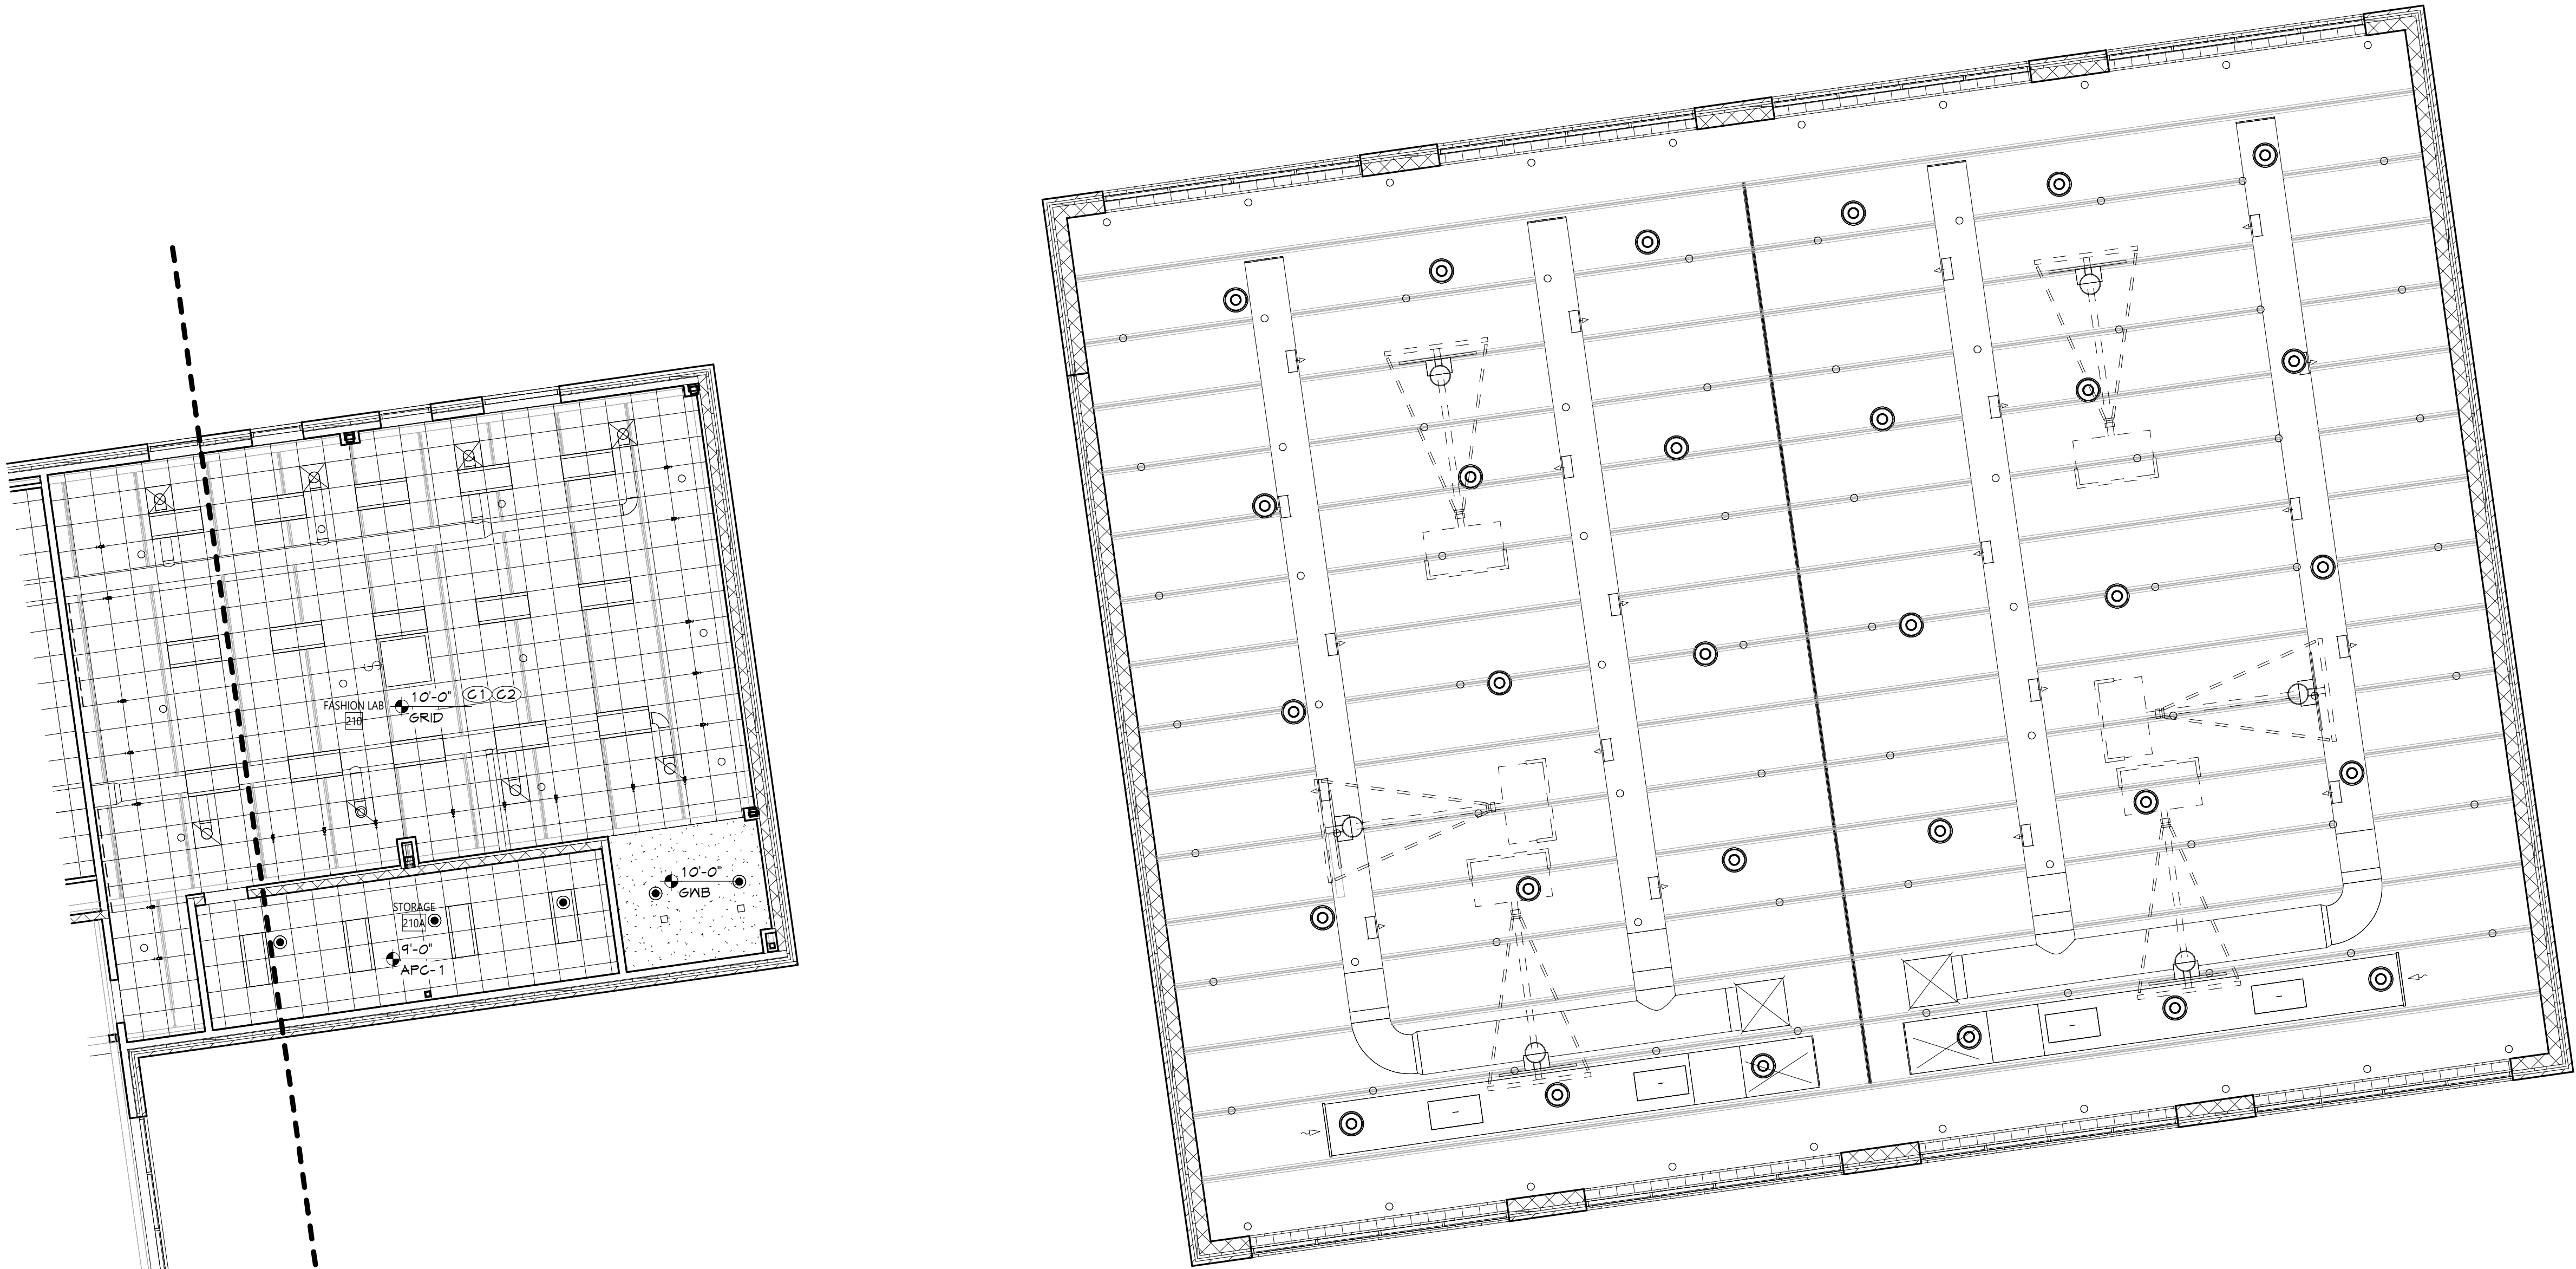 FASHION LAB
210
10'-0"
GRID
C1
C2
10'-0"
GWB
STORAGE
210A
9'-0"
APC-1